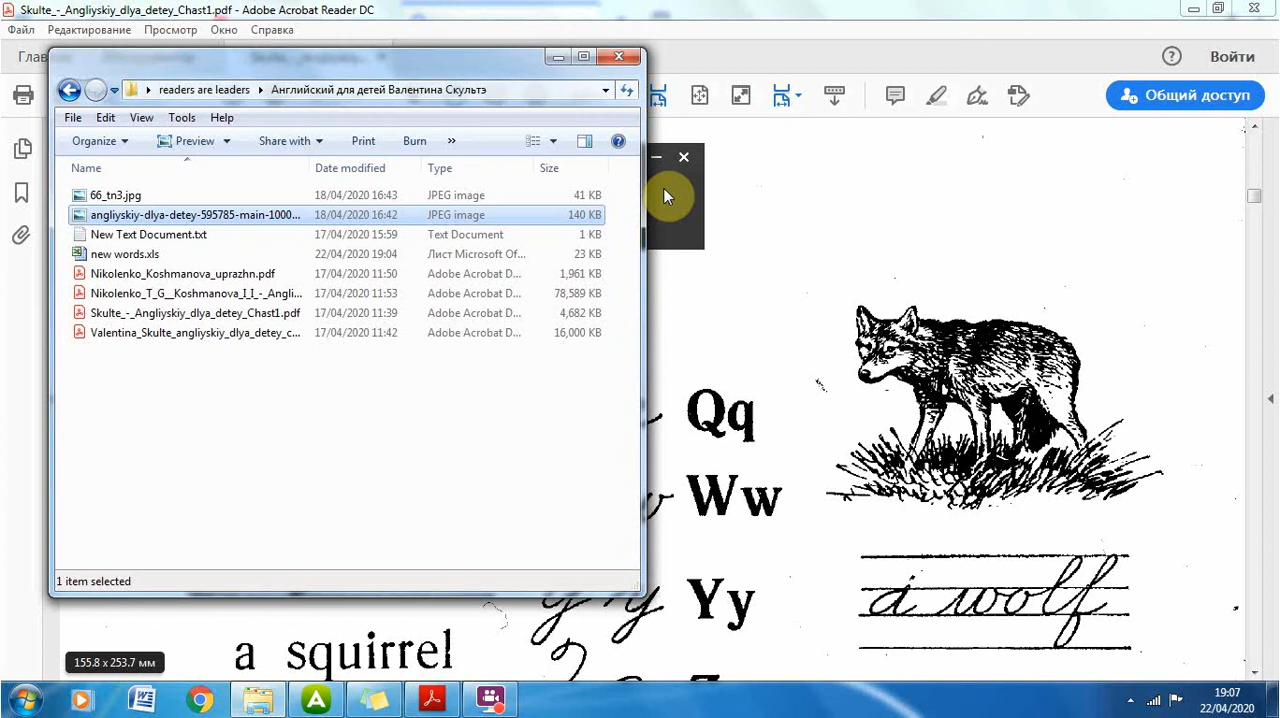 Skulte_-_Angliyskiy_dlya_detey_Chast1.pdf - Adobe Acrobat Reader DC
Файл Редактирование Просмотр Окно Справка
Войти
readers are leaders Английский для детей Валентина Скультэ
Общий доступ
File Edit View Tools Help
Organize Preview Share with Print Burn »
Name Date modified Type Size
66_tn3.jpg 18/04/2020 16:43 JPEG image 41 KB
angliyskiy-dlya-detey-595785-main-1000... 18/04/2020 16:42 JPEG image 140 KB
New Text Document.txt 17/04/2020 15:59 Text Document 1 KB
new words.xls 22/04/2020 19:04 Лист Microsoft Of... 23 KB
Nikolenko_Koshmanova_uprazhn.pdf 17/04/2020 11:50 Adobe Acrobat D... 1,961 KB
Nikolenko_T_G__Koshmanova_I_I_-_Angli... 17/04/2020 11:53 Adobe Acrobat D... 78,589 KB
Skulte_-_Angliyskiy_dlya_detey_Chast1.pdf 17/04/2020 11:39 Adobe Acrobat D... 4,682 KB
Valentina_Skulte_angliyskiy_dlya_detey_c... 17/04/2020 11:42 Adobe Acrobat D... 16,000 KB
Qq
Ww
1 item selected
a wolf
Yy
a squirrel
155.8 x 253.7 мм
19:07
22/04/2020